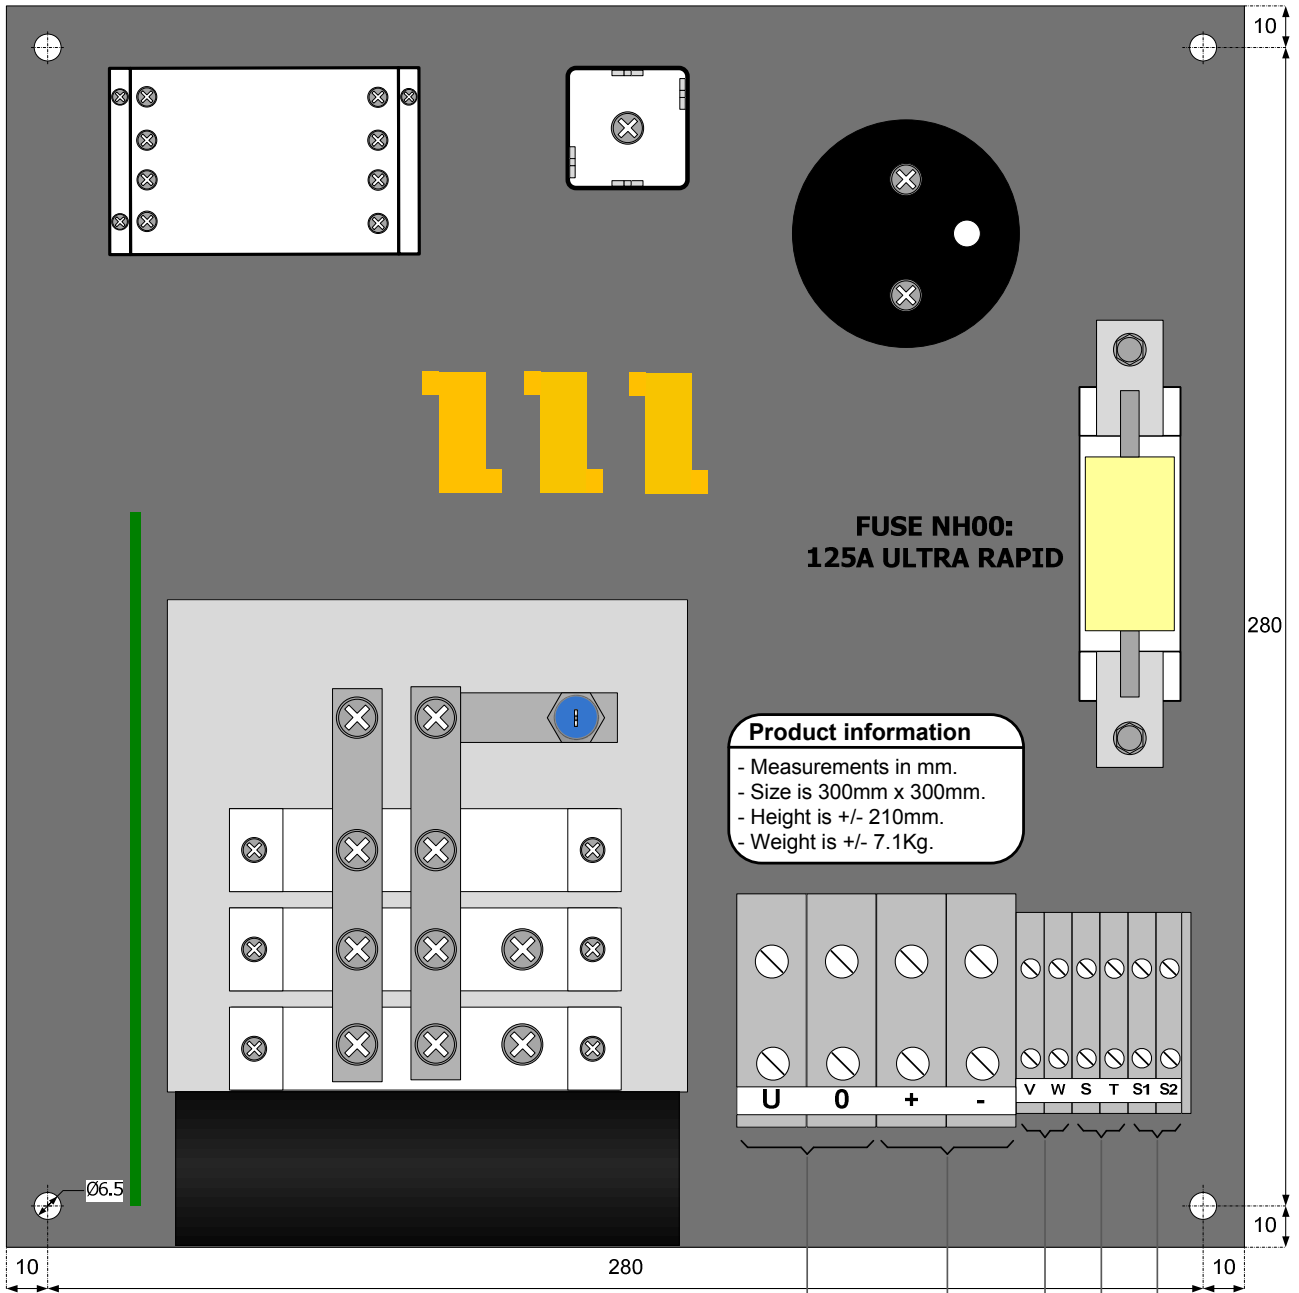 10
FUSE NH00:
125A ULTRA RAPID
280
Product information
- Measurements in mm.
- Size is 300mm x 300mm.
- Height is +/- 210mm.
- Weight is +/- 7.1Kg.
U 0 + - V W S T S1 S2
Ø6.5
10
10 280 10